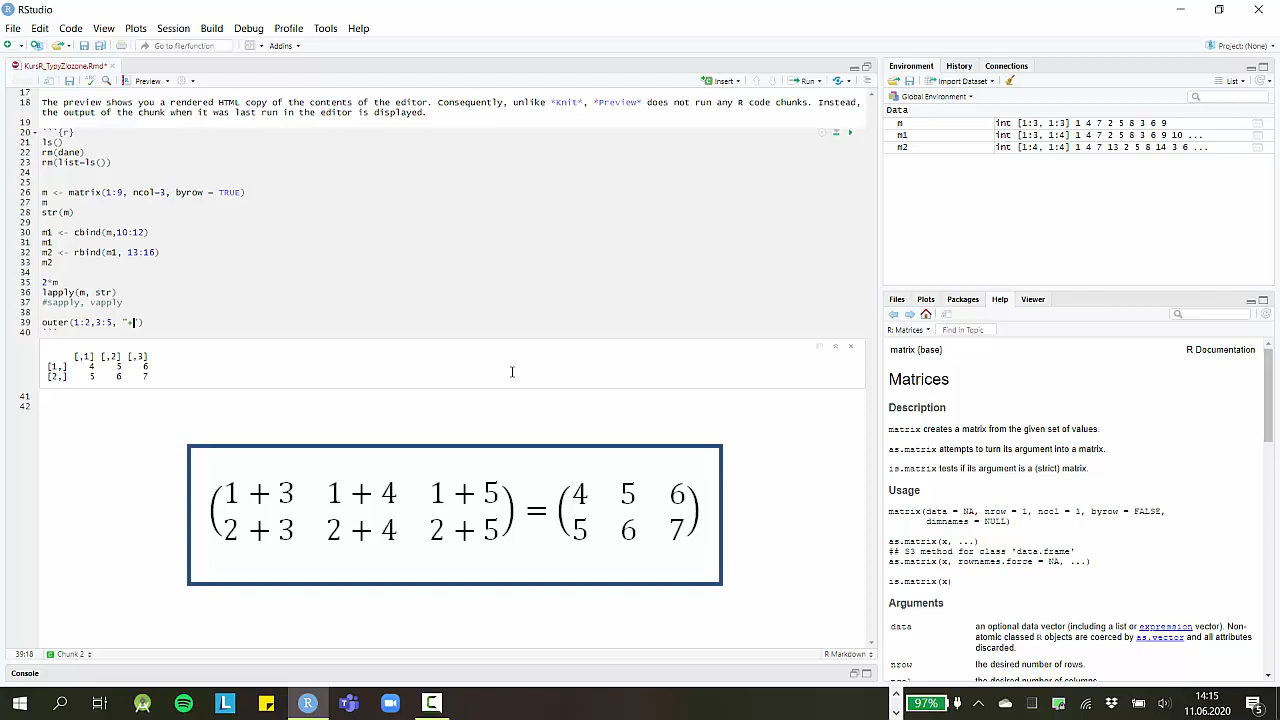 RStudio
File Edit Code View Plots Session Build Debug Profile Tools Help
Go to file/function Addins Project: (None)
KursR_TypyZlozone.Rmd*
Preview Insert Run
17
18 The preview shows you a rendered HTML copy of the contents of the editor. Consequently, unlike *Knit*, *Preview* does not run any R code chunks. Instead,
the output of the chunk when it was last run in the editor is displayed.
19
20 ```{r}
21 ls()
22 rm(dane)
23 rm(list=ls())
24
25
26 m <- matrix(1:9, ncol=3, byrow = TRUE)
27 m
28 str(m)
29
30 m1 <- cbind(m,10:12)
31 m1
32 m2 <- rbind(m1, 13:16)
33 m2
34
35 2*m
36 lapply(m, str)
37 #sapply, vapply
38
39 outer(1:2,3:5, "+")
40 ```
[,1] [,2] [,3]
[1,] 4 5 6
[2,] 5 6 7
41
42
(1 + 3 1 + 4 1 + 5) = (4 5 6)
(2 + 3 2 + 4 2 + 5) (5 6 7)
39:18 Chunk 2 R Markdown
Console
Environment History Connections
Import Dataset List
Global Environment
Data
m int [1:3, 1:3] 1 4 7 2 5 8 3 6 9
m1 int [1:3, 1:4] 1 4 7 2 5 8 3 6 9 10 ...
m2 int [1:4, 1:4] 1 4 7 13 2 5 8 14 3 6 ...
Files Plots Packages Help Viewer
R: Matrices Find in Topic
matrix {base} R Documentation
Matrices
Description
matrix creates a matrix from the given set of values.
as.matrix attempts to turn its argument into a matrix.
is.matrix tests if its argument is a (strict) matrix.
Usage
matrix(data = NA, nrow = 1, ncol = 1, byrow = FALSE,
dimnames = NULL)
as.matrix(x, ...)
## S3 method for class 'data.frame'
as.matrix(x, rownames.force = NA, ...)
is.matrix(x)
Arguments
data an optional data vector (including a list or expression vector). Non-
atomic classed R objects are coerced by as.vector and all attributes
discarded.
nrow the desired number of rows.
97% 14:15
11.06.2020